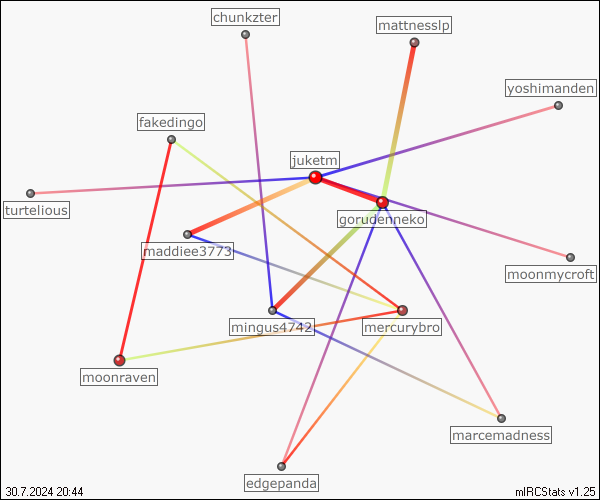 chunkzter
mattnesslp
yoshimanden
fakedingo
juketm
turtelious
gorudenneko
maddiee3773
moonmycroft
mingus4742
mercurybro
moonraven
marcemadness
edgepanda
30.7.2024 20:44
mIRCStats v1.25